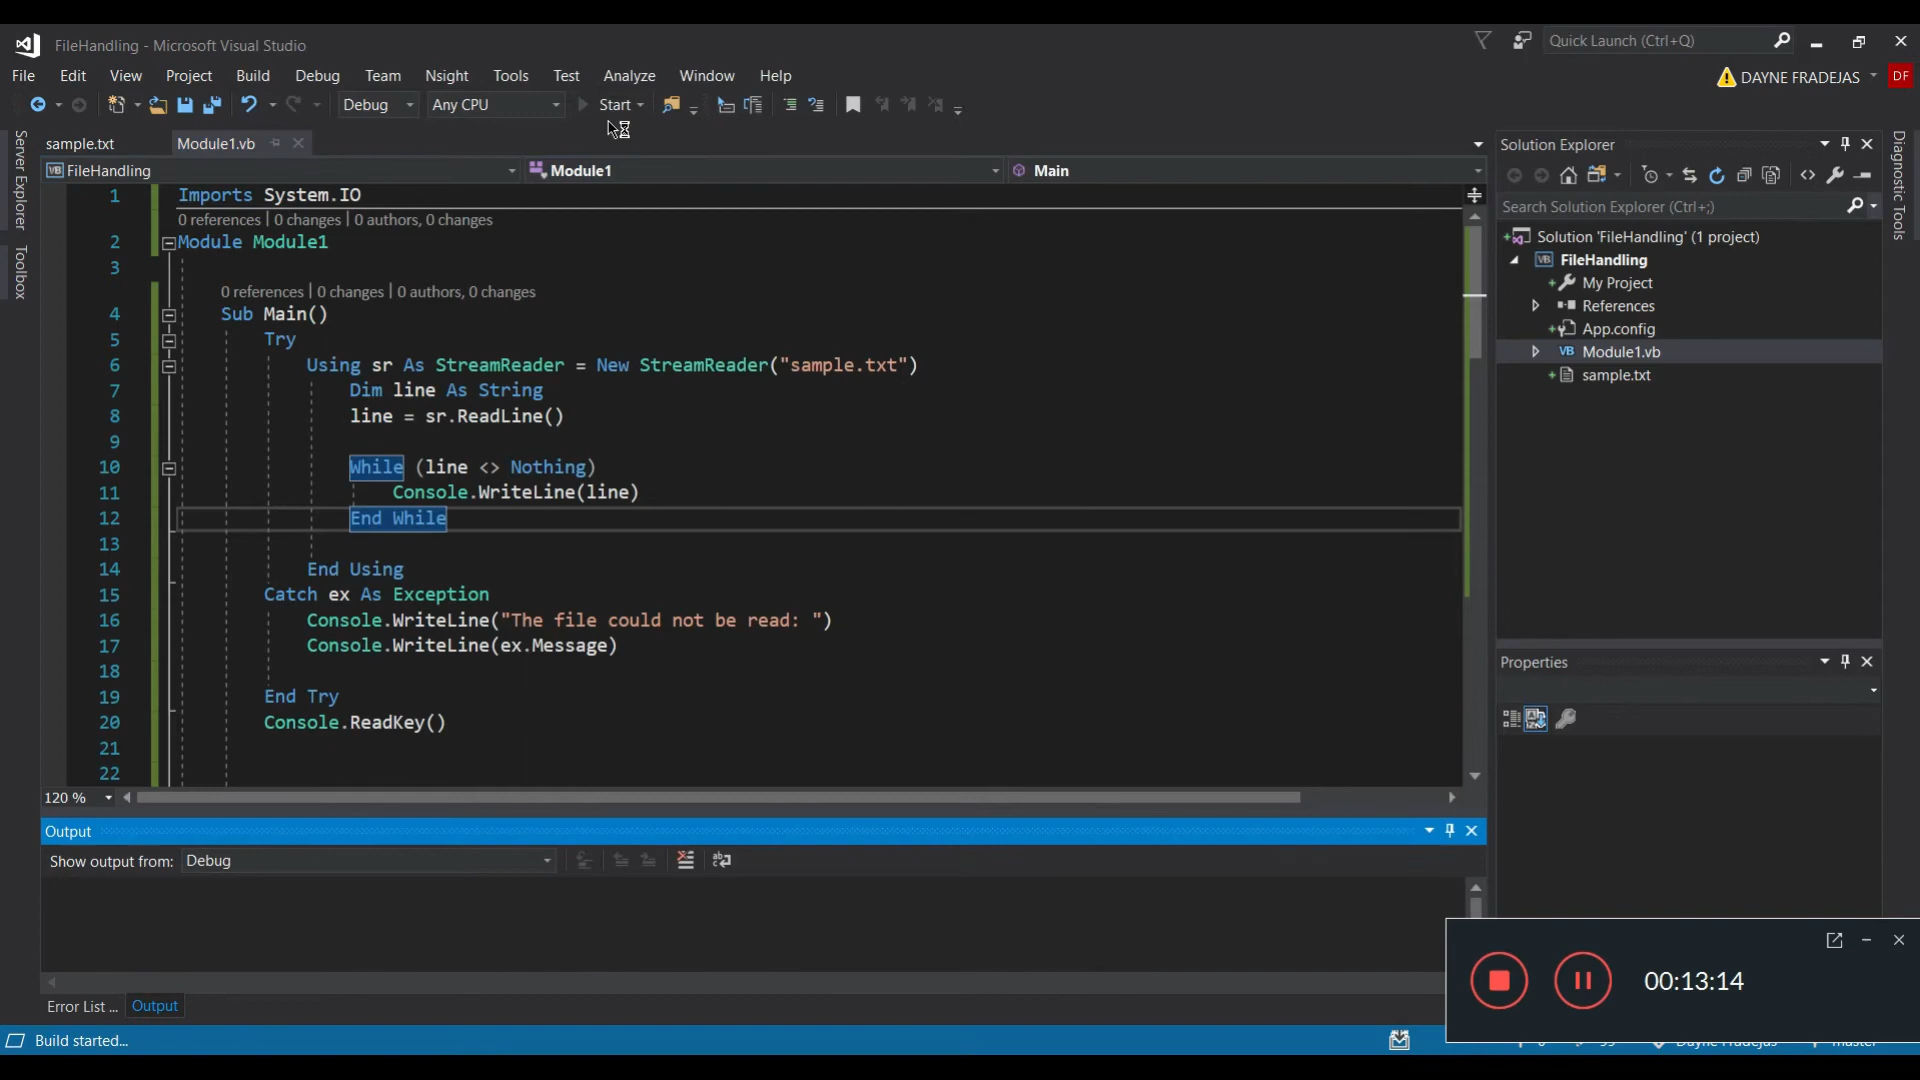 FileHandling - Microsoft Visual Studio
Quick Launch (Ctrl+Q)
File Edit View Project Build Debug Team Nsight Tools Test Analyze Window Help
DAYNE FRADEJAS DF
Debug Any CPU Start
Server Explorer
Toolbox
sample.txt Module1.vb
FileHandling Module1 Main
1 Imports System.IO
0 references | 0 changes | 0 authors, 0 changes
2 Module Module1
3
0 references | 0 changes | 0 authors, 0 changes
4 Sub Main()
5 Try
6 Using sr As StreamReader = New StreamReader("sample.txt")
7 Dim line As String
8 line = sr.ReadLine()
9
10 While (line <> Nothing)
11 Console.WriteLine(line)
12 End While
13
14 End Using
15 Catch ex As Exception
16 Console.WriteLine("The file could not be read: ")
17 Console.WriteLine(ex.Message)
18
19 End Try
20 Console.ReadKey()
21
22
120 %
Output
Show output from: Debug
Error List ... Output
Build started...
Solution Explorer
Search Solution Explorer (Ctrl+;)
Solution 'FileHandling' (1 project)
FileHandling
My Project
References
App.config
Module1.vb
sample.txt
Properties
Diagnostic Tools
00:13:14